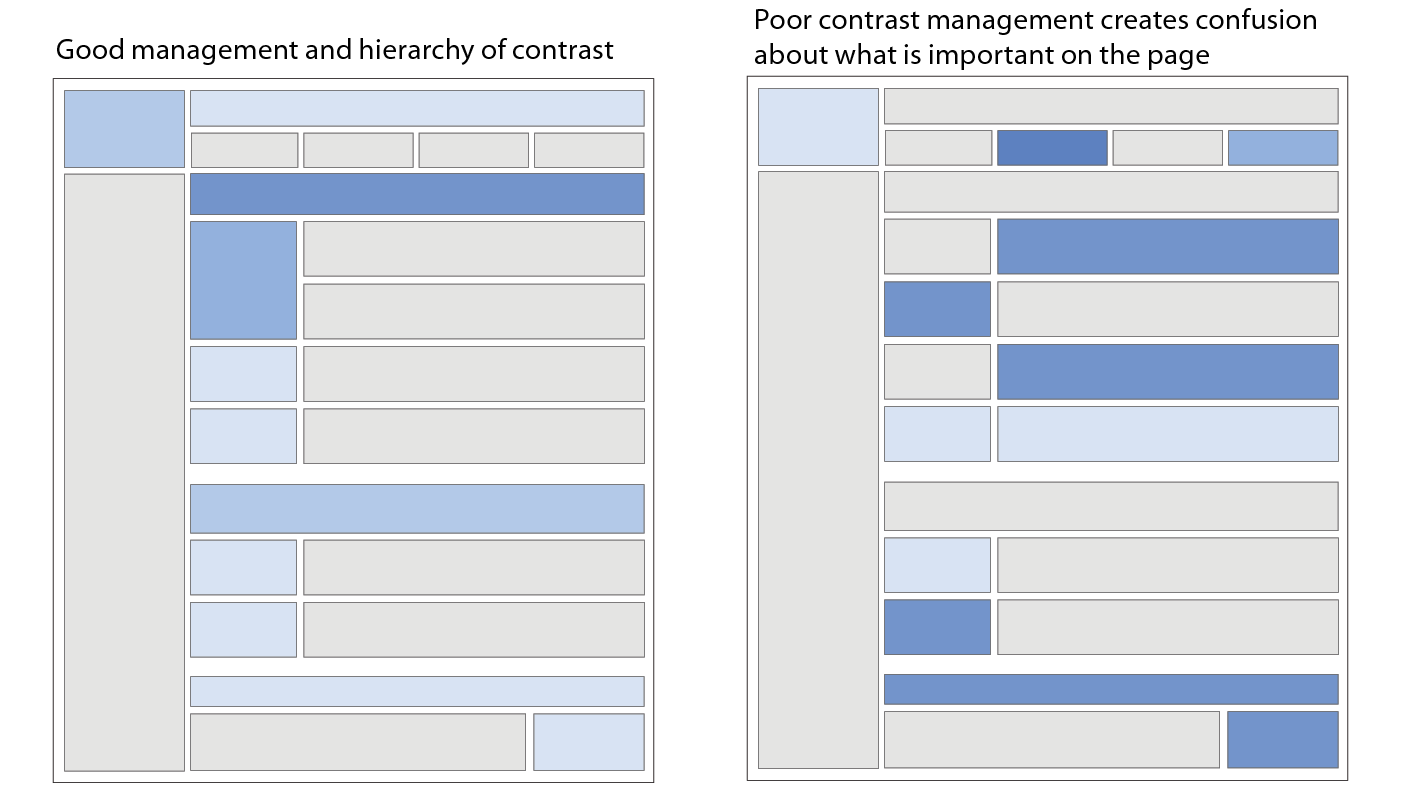 Good management and hierarchy of contrast
Poor contrast management creates confusion
about what is important on the page